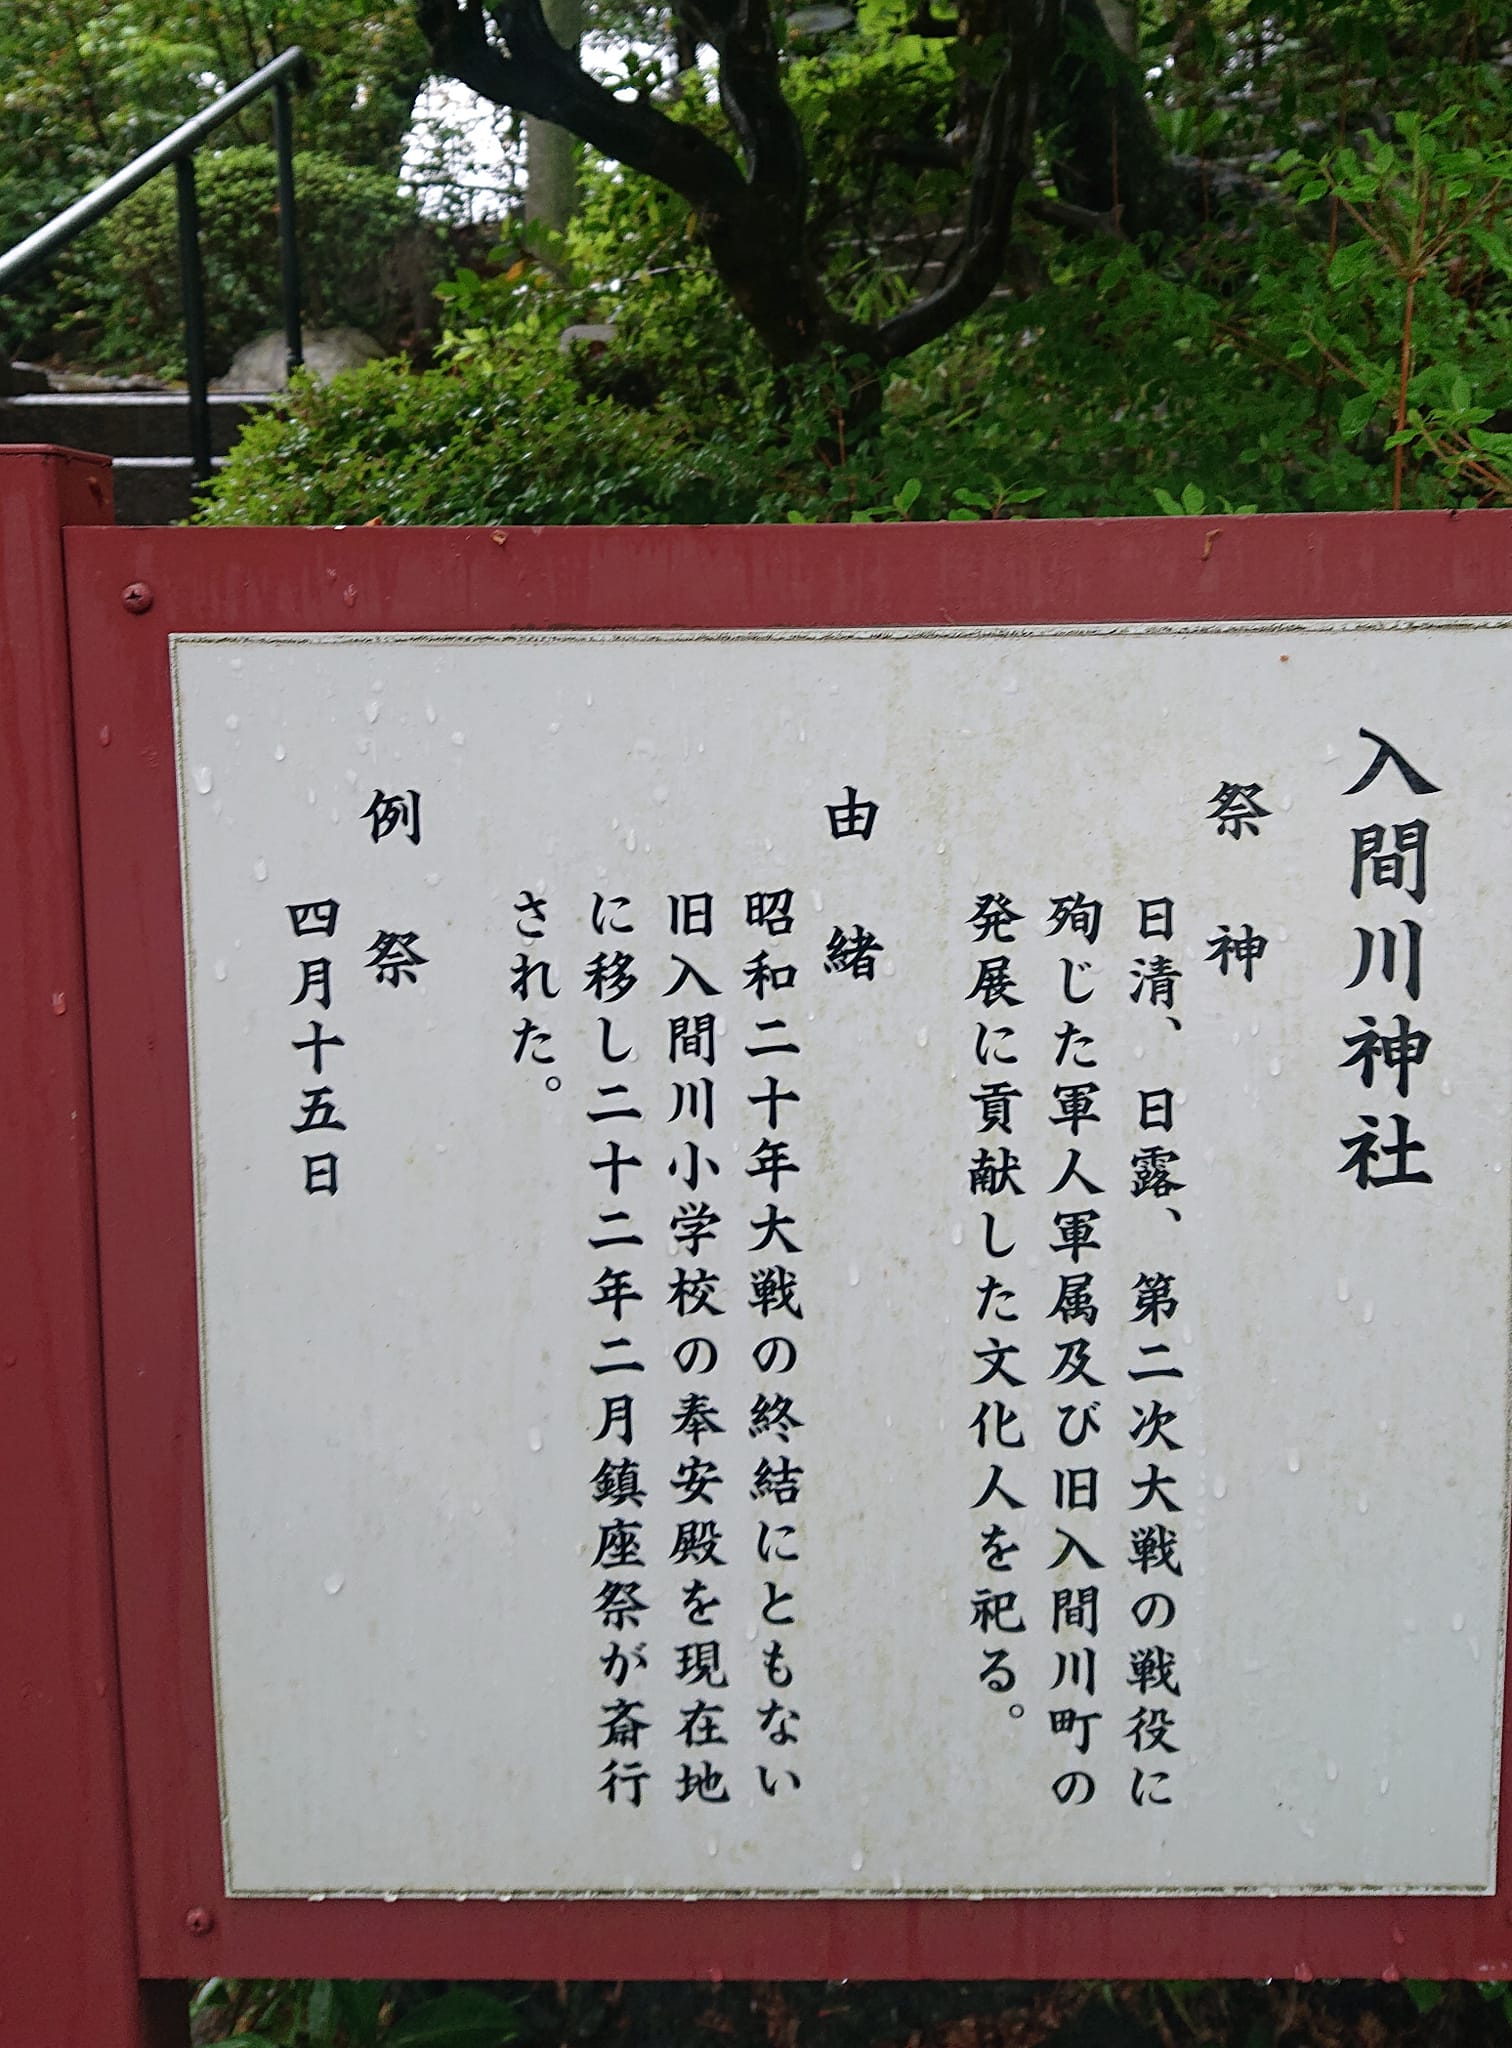 入間川神社
祭神
日清、日露、第二次大戦の戦役に
殉じた軍人軍属及び旧入間川町の
発展に貢献した文化人を祀る。
由緒
昭和二十年大戦の終結にともない
旧入間川小学校の奉安殿を現在地
に移し二十二年二月鎮座祭が斎行
された。
例祭
四月十五日